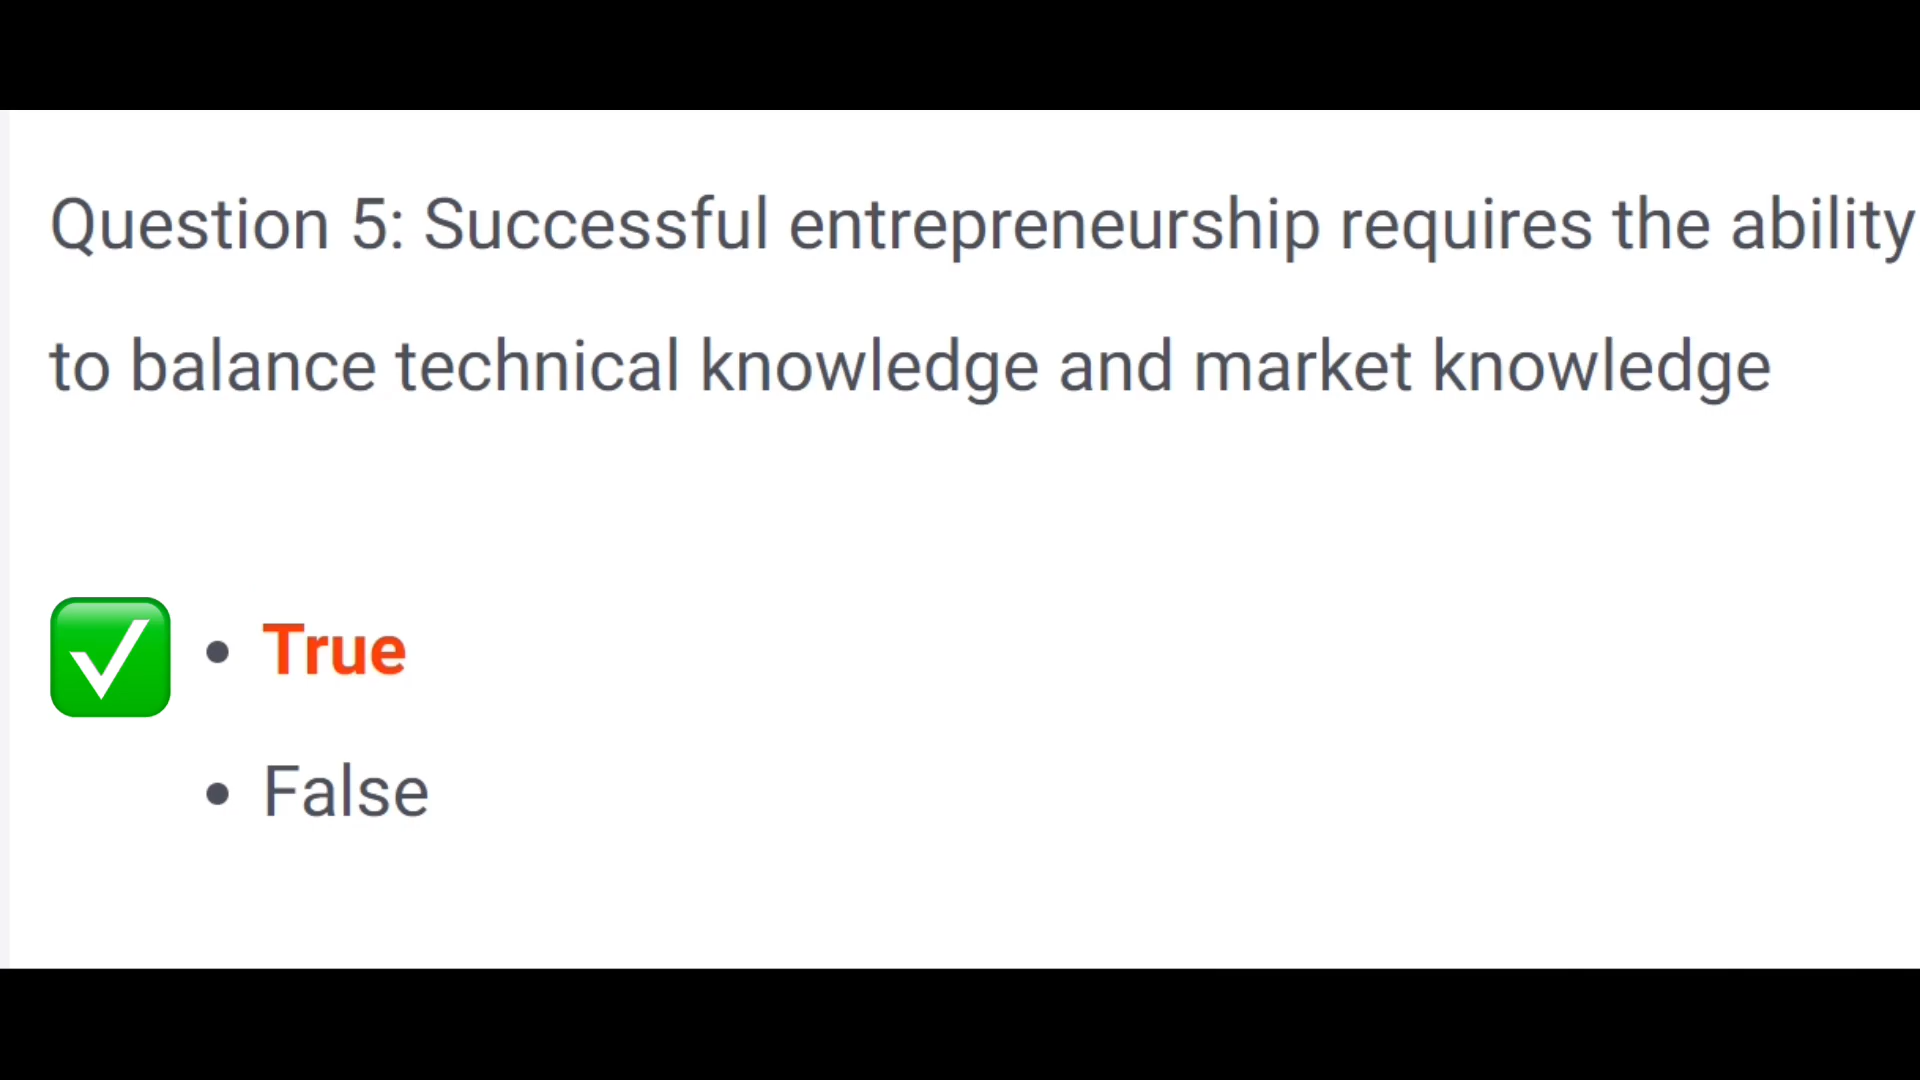 Question 5: Successful entrepreneurship requires the ability
to balance technical knowledge and market knowledge
✅ • True
• False